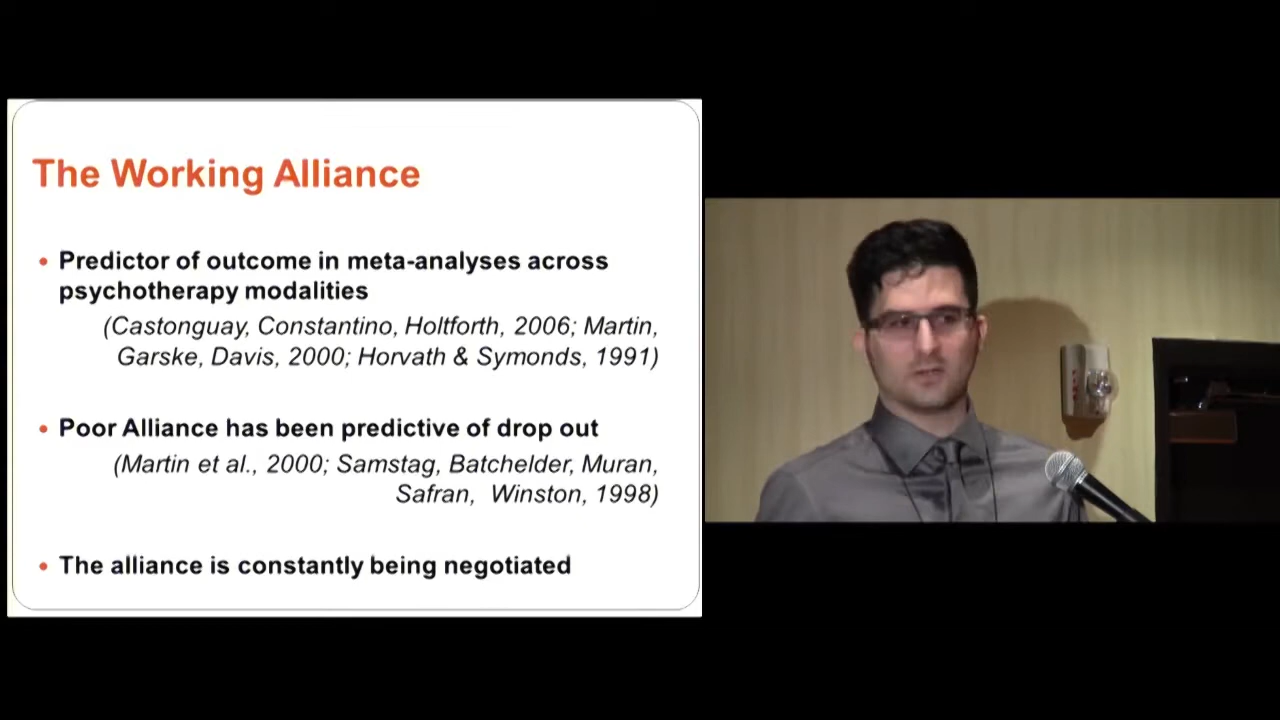 The Working Alliance
• Predictor of outcome in meta-analyses across
psychotherapy modalities
(Castonguay, Constantino, Holtforth, 2006; Martin,
Garske, Davis, 2000; Horvath & Symonds, 1991)
• Poor Alliance has been predictive of drop out
(Martin et al., 2000; Samstag, Batchelder, Muran,
Safran, Winston, 1998)
• The alliance is constantly being negotiated